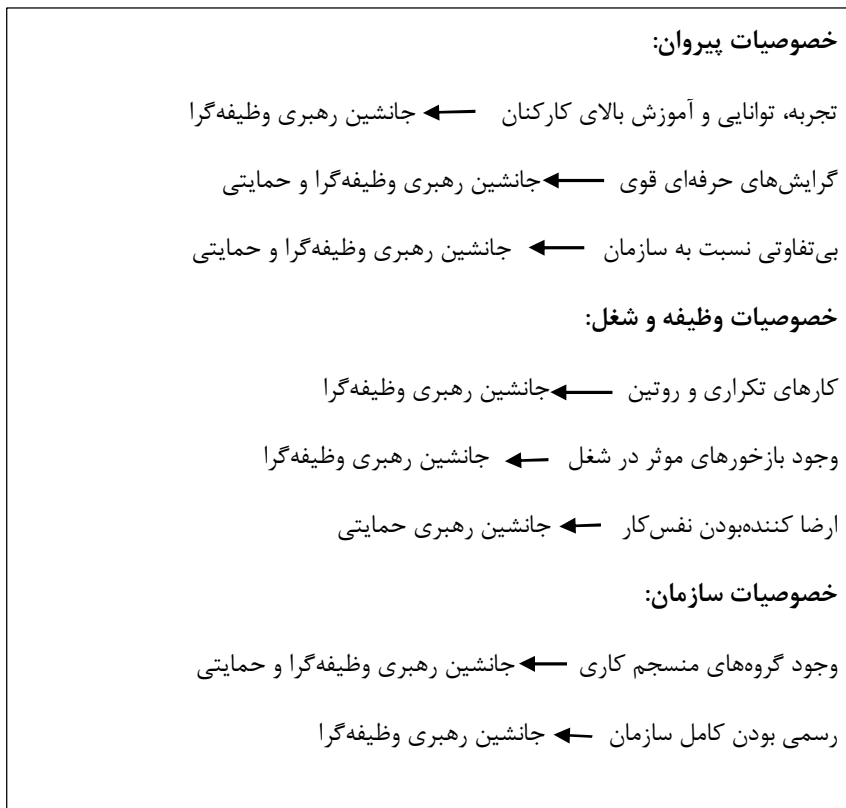 خصوصیات پیروان:
تجربه، توانایی و آموزش بالای کارکنان ← جانشین رهبری وظیفه‌گرا
گرایش‌های حرفه‌ای قوی ← جانشین رهبری وظیفه‌گرا و حمایتی
بی‌تفاوتی نسبت به سازمان ← جانشین رهبری وظیفه‌گرا و حمایتی
خصوصیات وظیفه و شغل:
کارهای تکراری و روتین ← جانشین رهبری وظیفه‌گرا
وجود بازخورهای موثر در شغل ← جانشین رهبری وظیفه‌گرا
ارضا کننده‌بودن نفس‌کار ← جانشین رهبری حمایتی
خصوصیات سازمان:
وجود گروه‌های منسجم کاری ← جانشین رهبری وظیفه‌گرا و حمایتی
رسمی بودن کامل سازمان ← جانشین رهبری وظیفه‌گرا